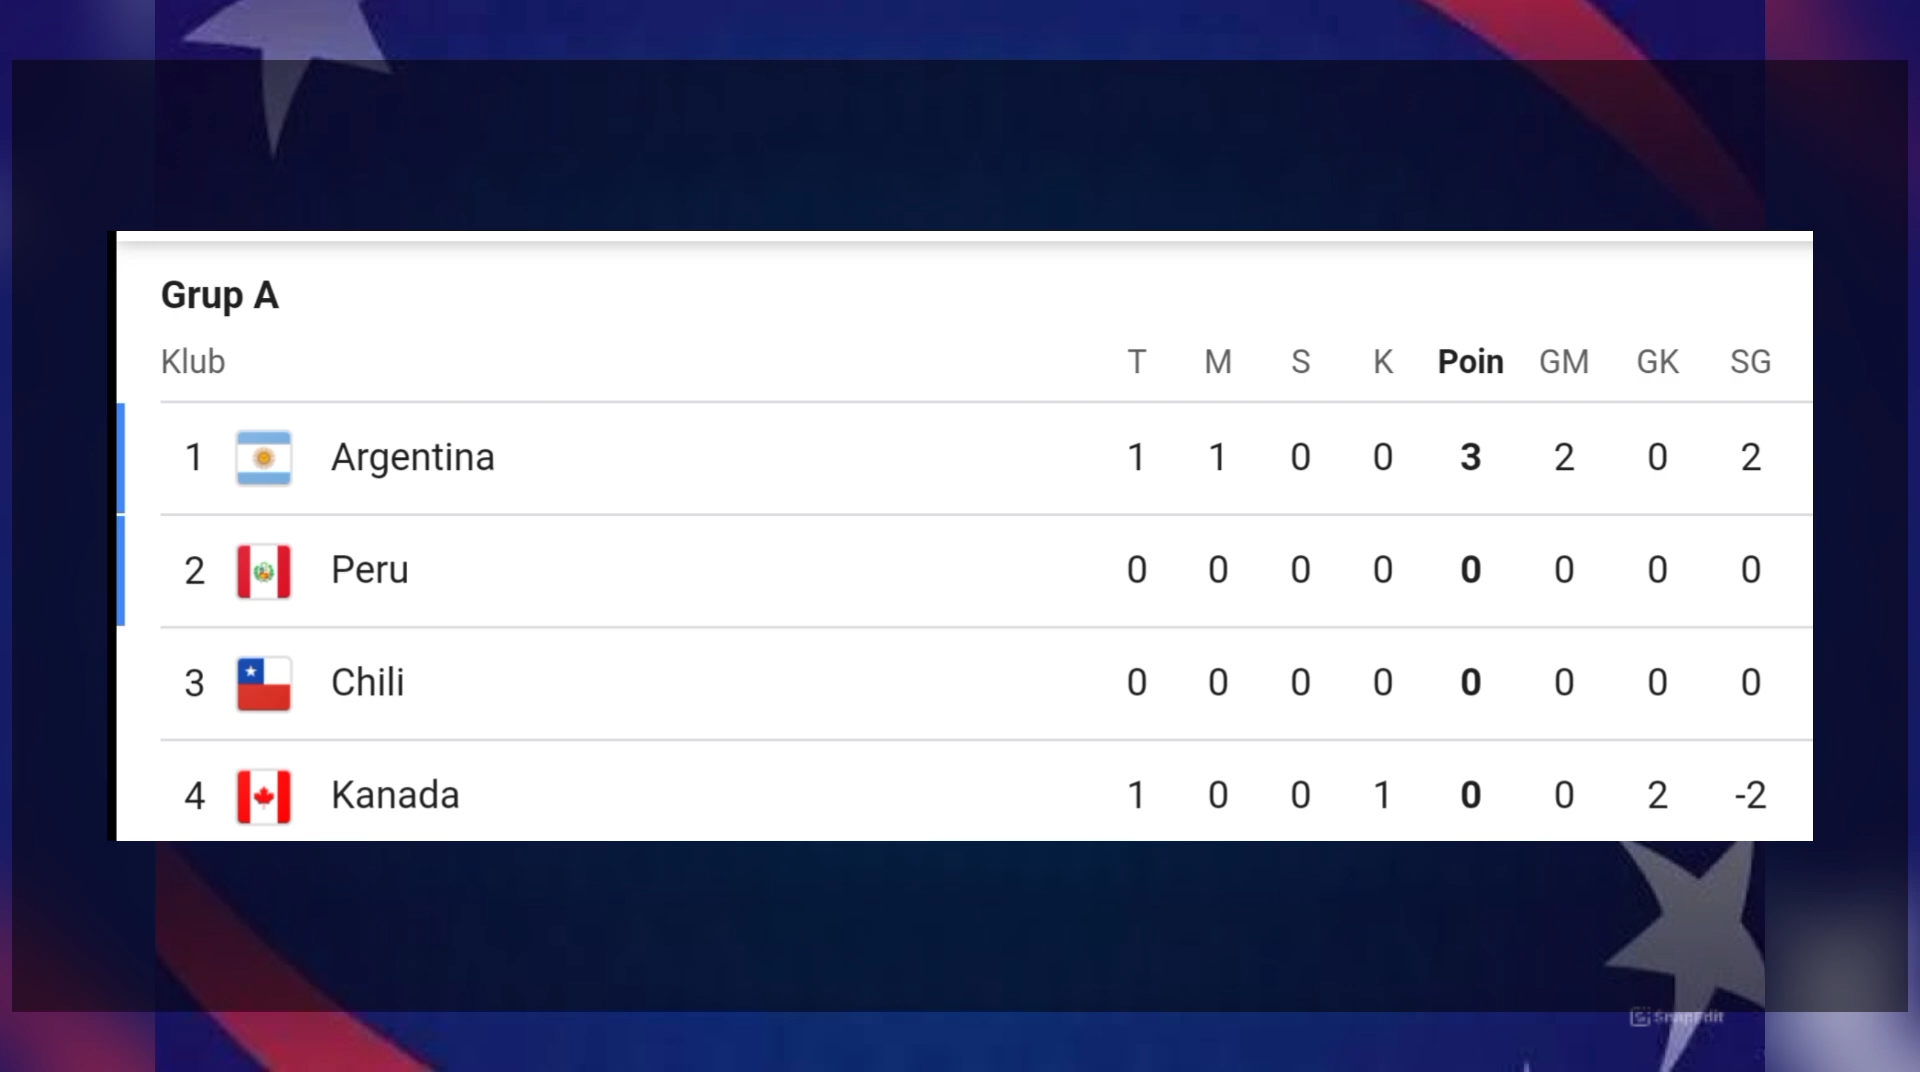 Grup A
Klub T M S K Poin GM GK SG
1 Argentina 1 1 0 0 3 2 0 2
2 Peru 0 0 0 0 0 0 0 0
3 Chili 0 0 0 0 0 0 0 0
4 Kanada 1 0 0 1 0 0 2 -2
SnapEdit